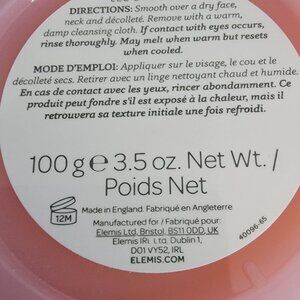 DIRECTIONS: Smooth over a dry face,
neck and décolleté. Remove with a warm,
damp cleansing cloth. If contact with eyes occurs,
rinse thoroughly. May melt when warm but resets
when cooled.
MODE D'EMPLOI: Appliquer sur le visage, le cou et le
décolleté secs. Retirer avec un linge nettoyant chaud et humide.
En cas de contact avec les yeux, rincer abondamment. Ce
produit peut fondre s'il est exposé à la chaleur, mais il
retrouvera sa texture initiale une fois refroidi.
100 g e 3.5 oz. Net Wt. /
Poids Net
12M
Made in England. Fabriqué en Angleterre
Manufactured for / Fabriqué pour:
Elemis Ltd, Bristol, BS11 0DD, UK
Elemis IRL Ltd, Dublin 1,
D01 VY52, IRL
ELEMIS.COM
40096-65